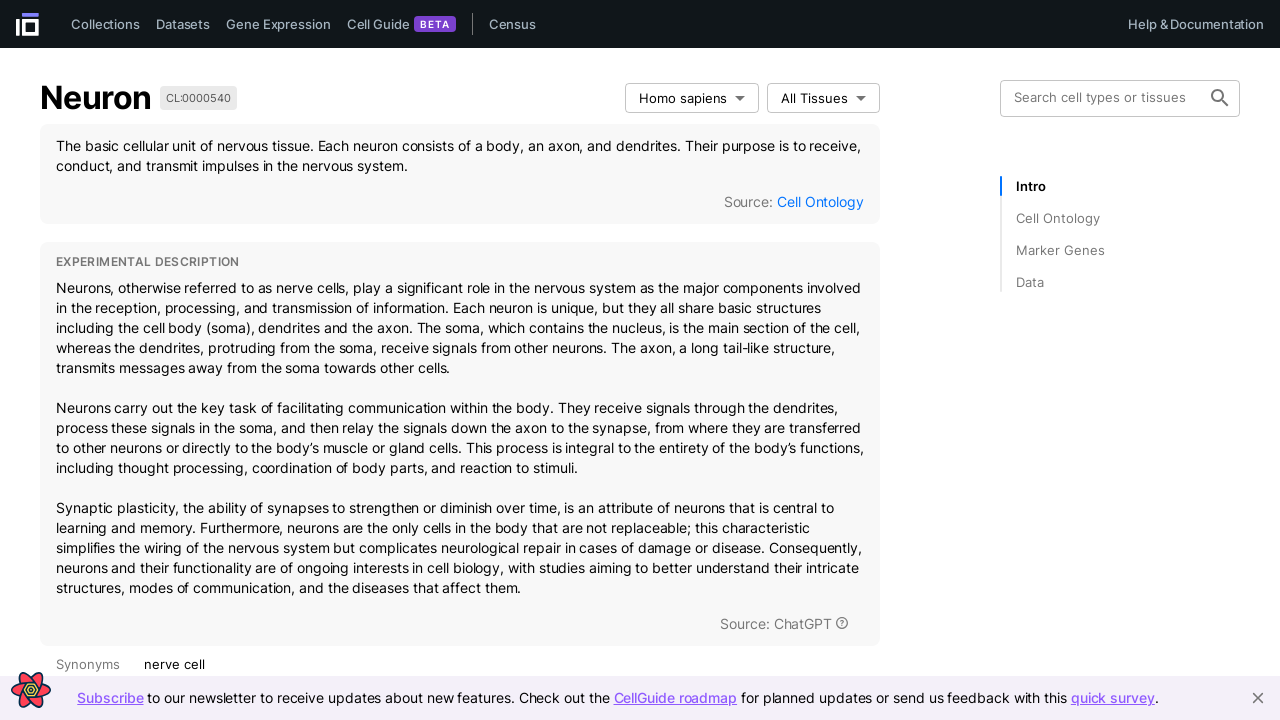 Collections Datasets Gene Expression Cell Guide BETA Census Help & Documentation
Neuron CL:0000540 Homo sapiens All Tissues
Search cell types or tissues
The basic cellular unit of nervous tissue. Each neuron consists of a body, an axon, and dendrites. Their purpose is to receive,
conduct, and transmit impulses in the nervous system.
Source: Cell Ontology
Intro
Cell Ontology
Marker Genes
Data
EXPERIMENTAL DESCRIPTION
Neurons, otherwise referred to as nerve cells, play a significant role in the nervous system as the major components involved
in the reception, processing, and transmission of information. Each neuron is unique, but they all share basic structures
including the cell body (soma), dendrites and the axon. The soma, which contains the nucleus, is the main section of the cell,
whereas the dendrites, protruding from the soma, receive signals from other neurons. The axon, a long tail-like structure,
transmits messages away from the soma towards other cells.
Neurons carry out the key task of facilitating communication within the body. They receive signals through the dendrites,
process these signals in the soma, and then relay the signals down the axon to the synapse, from where they are transferred
to other neurons or directly to the body’s muscle or gland cells. This process is integral to the entirety of the body’s functions,
including thought processing, coordination of body parts, and reaction to stimuli.
Synaptic plasticity, the ability of synapses to strengthen or diminish over time, is an attribute of neurons that is central to
learning and memory. Furthermore, neurons are the only cells in the body that are not replaceable; this characteristic
simplifies the wiring of the nervous system but complicates neurological repair in cases of damage or disease. Consequently,
neurons and their functionality are of ongoing interests in cell biology, with studies aiming to better understand their intricate
structures, modes of communication, and the diseases that affect them.
Source: ChatGPT
Synonyms nerve cell
Subscribe to our newsletter to receive updates about new features. Check out the CellGuide roadmap for planned updates or send us feedback with this quick survey.